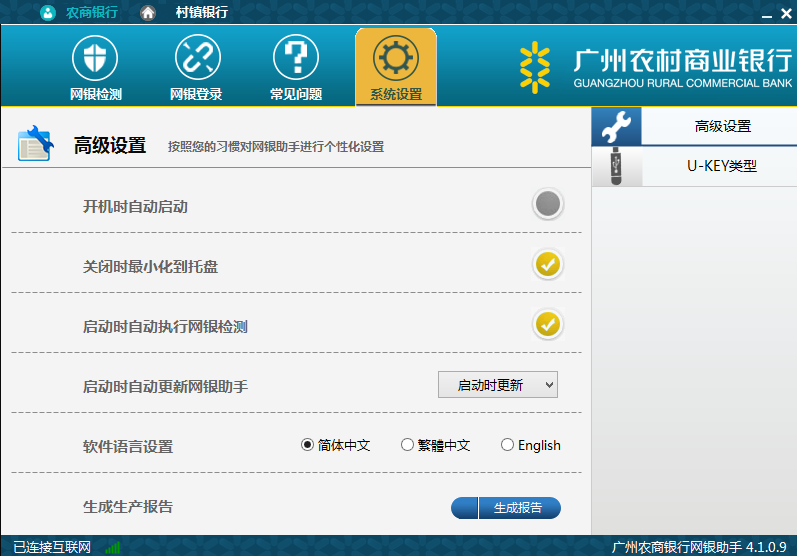 农商银行 村镇银行
网银检测 网银登录 常见问题 系统设置
广州农村商业银行
GUANGZHOU RURAL COMMERCIAL BANK
高级设置 按照您的习惯对网银助手进行个性化设置
高级设置
U-KEY类型
开机时自动启动
关闭时最小化到托盘
启动时自动执行网银检测
启动时自动更新网银助手 启动时更新
软件语言设置 简体中文 繁體中文 English
生成生产报告 生成报告
已连接互联网 广州农商银行网银助手 4.1.0.9